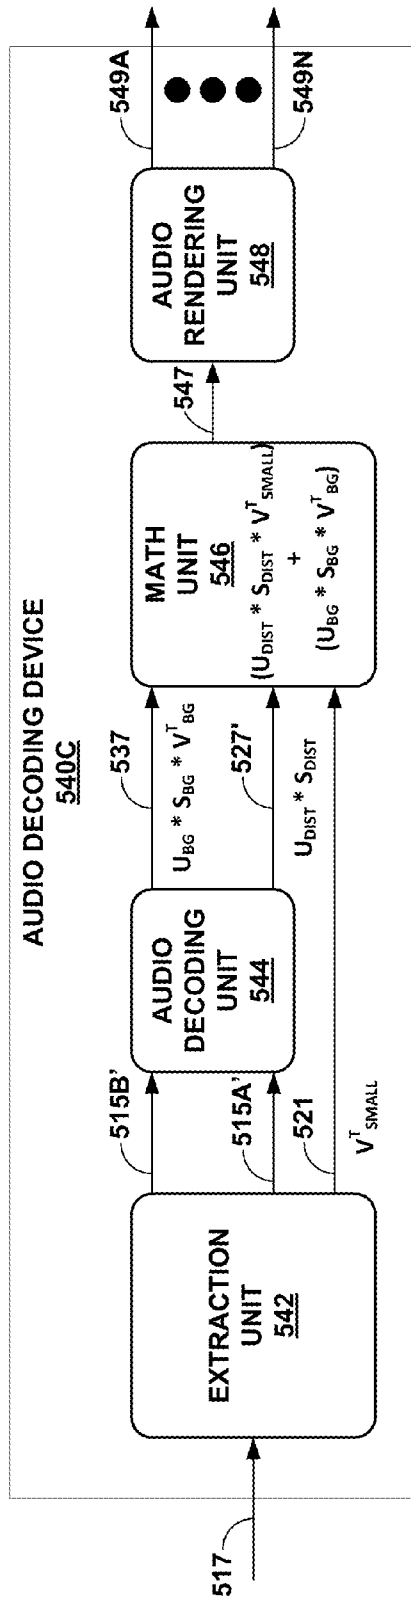 AUDIO DECODING DEVICE
540C
517
EXTRACTION
UNIT
542
515B'
515A'
521
V^T_SMALL
AUDIO
DECODING
UNIT
544
537
U_BG * S_BG * V^T_BG
527'
U_DIST * S_DIST
MATH
UNIT
546
(U_DIST * S_DIST * V^T_SMALL)
+
(U_BG * S_BG * V^T_BG)
547
AUDIO
RENDERING
UNIT
548
549A
549N